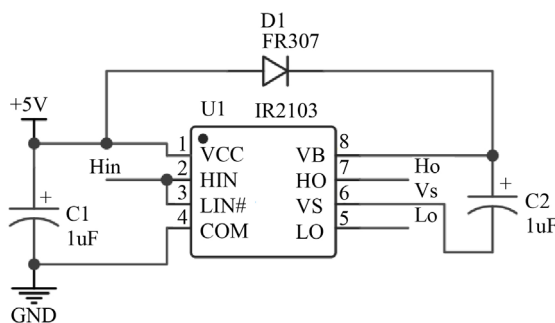 D1
FR307
+5V
U1 IR2103
1 VCC VB 8
Hin 2 HIN HO 7 Ho
3 LIN# VS 6 Vs
4 COM LO 5 Lo
+ C1
1uF
+ C2
1uF
GND